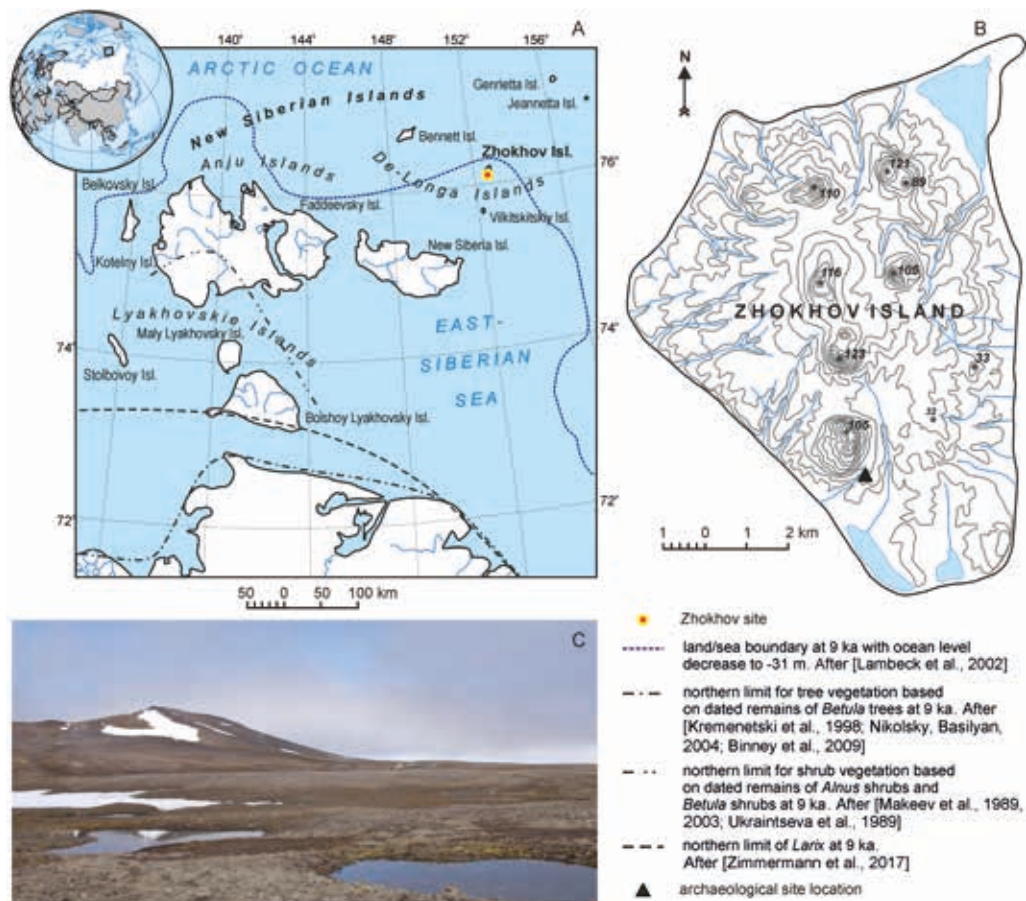 A
140°
144°
148°
152°
156°
ARCTIC OCEAN
Genrietta Isl.
Jeannetta Isl.
New Siberian Islands
Bennett Isl.
Zhokhov Isl.
76°
Anju Islands
De-Longa Islands
Belkovsky Isl.
Faddeevsky Isl.
Vilkitskitskiy Isl.
New Siberia Isl.
Kotelny Isl.
Lyakhovskie Islands
Maly Lyakhovsky Isl.
74°
74°
EAST-
SIBERIAN
SEA
Stolbovoy Isl.
Bolshoy Lyakhovsky Isl.
72°
72°
50 0 50 100 km
B
N
121
89
110
116
105
ZHOKHOV ISLAND
123
33
32
105
1 0 1 2 km
C
Zhokhov site
land/sea boundary at 9 ka with ocean level
decrease to -31 m. After [Lambeck et al., 2002]
northern limit for tree vegetation based
on dated remains of Betula trees at 9 ka. After
[Kremenetski et al., 1998; Nikolsky, Basilyan,
2004; Binney et al., 2009]
northern limit for shrub vegetation based
on dated remains of Alnus shrubs and
Betula shrubs at 9 ka. After [Makeev et al., 1989,
2003; Ukraintseva et al., 1989]
northern limit of Larix at 9 ka.
After [Zimmermann et al., 2017]
archaeological site location